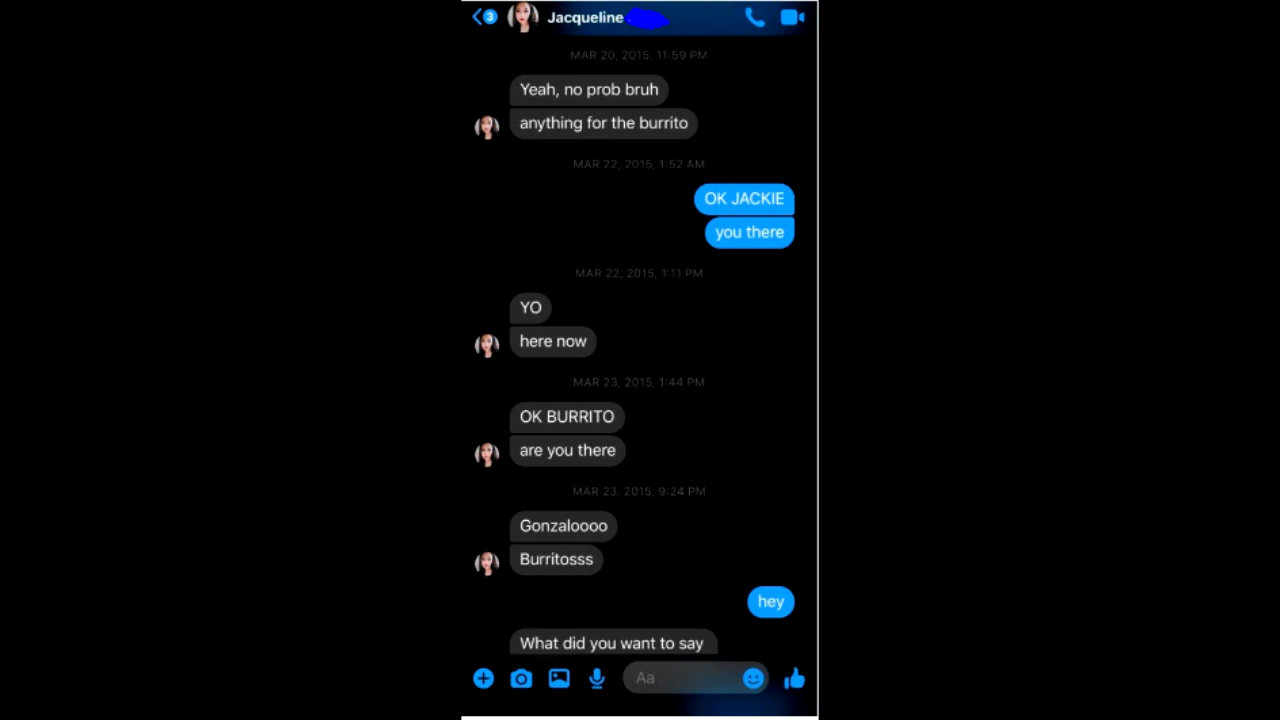 3 Jacqueline
MAR 20, 2015, 11:59 PM
Yeah, no prob bruh
anything for the burrito
MAR 22, 2015, 1:52 AM
OK JACKIE
you there
MAR 22, 2015, 1:11 PM
YO
here now
MAR 23, 2015, 1:44 PM
OK BURRITO
are you there
MAR 23, 2015, 9:24 PM
Gonzaloooo
Burritosss
hey
What did you want to say
Aa